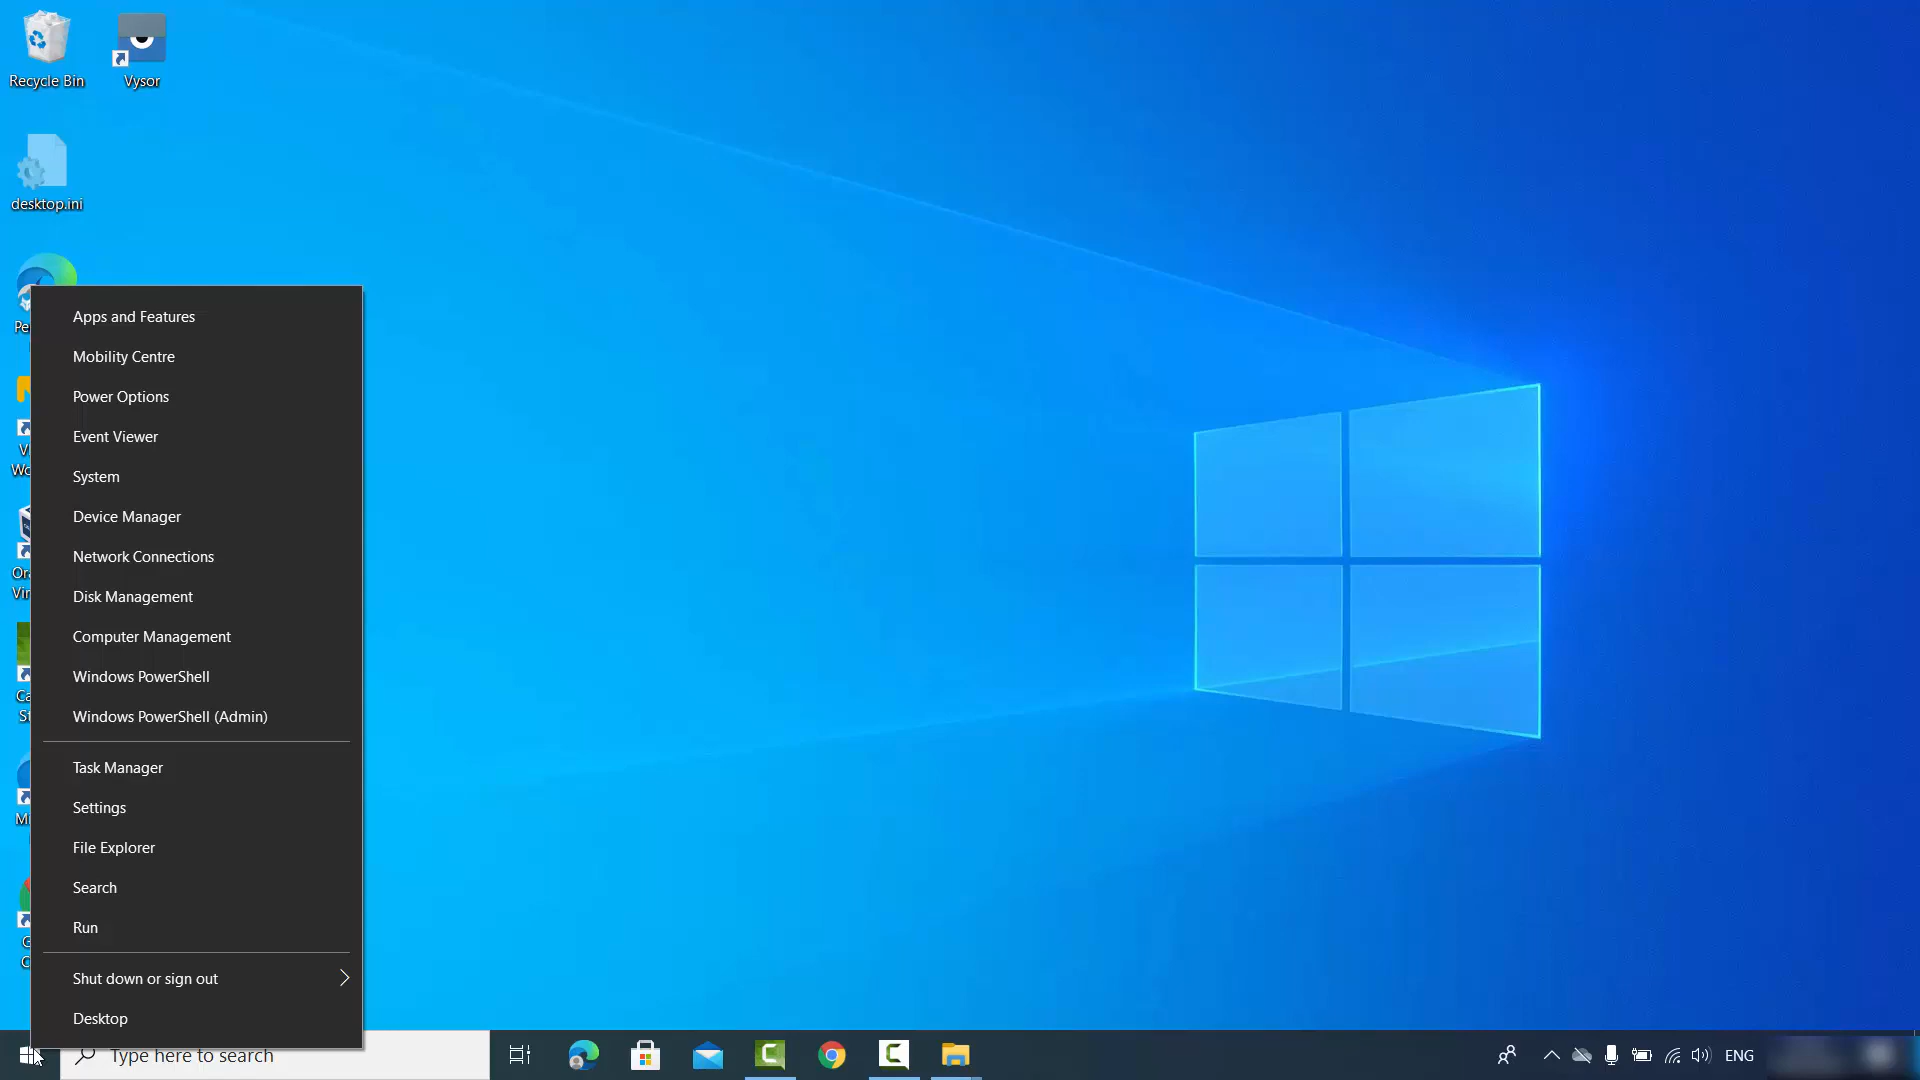 Recycle Bin
Vysor
desktop.ini
Apps and Features
Mobility Centre
Power Options
Event Viewer
System
Device Manager
Network Connections
Disk Management
Computer Management
Windows PowerShell
Windows PowerShell (Admin)
Task Manager
Settings
File Explorer
Search
Run
Shut down or sign out
Desktop
Type here to search
ENG